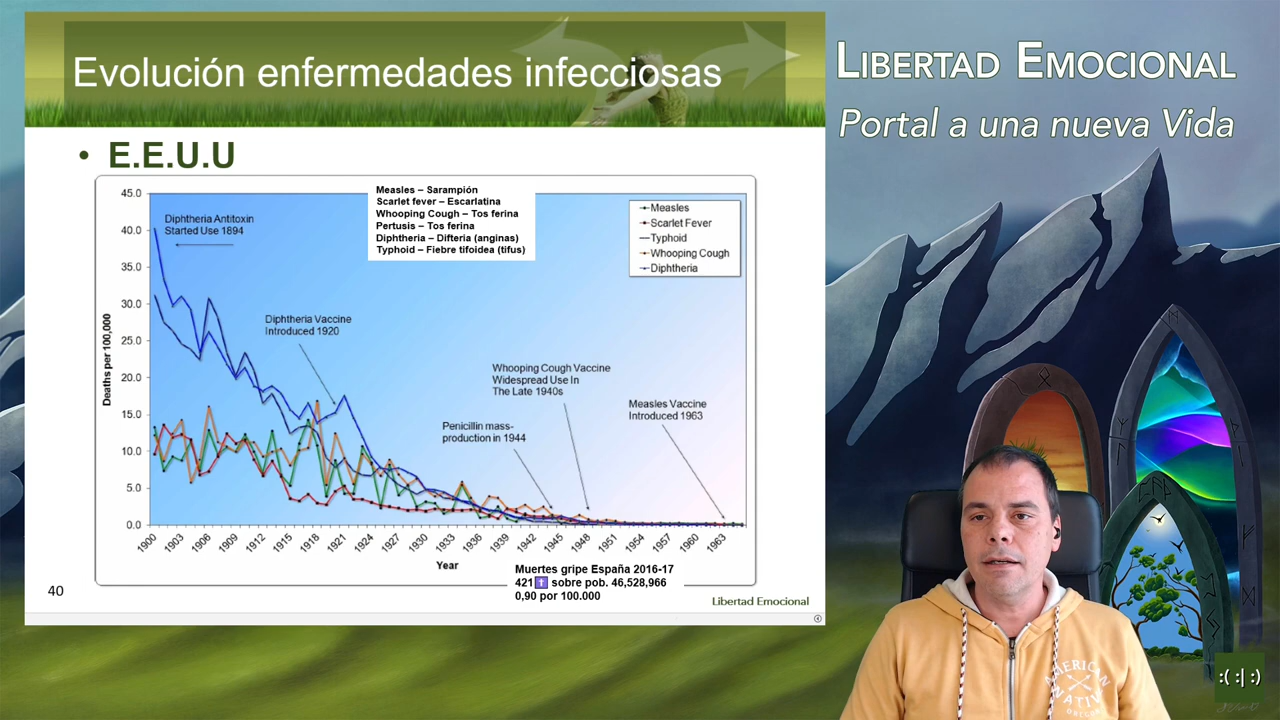 Evolución enfermedades infecciosas
LIBERTAD EMOCIONAL
Portal a una nueva Vida
• E.E.U.U
Measles – Sarampión
Scarlet fever – Escarlatina
Whooping Cough – Tos ferina
Pertusis – Tos ferina
Diphtheria – Difteria (anginas)
Typhoid – Fiebre tifoidea (tifus)
Measles
Scarlet Fever
Typhoid
Whooping Cough
Diphtheria
Diphtheria Antitoxin
Started Use 1894
Diphtheria Vaccine
Introduced 1920
Whooping Cough Vaccine
Widespread Use In
The Late 1940s
Measles Vaccine
Introduced 1963
Penicillin mass-
production in 1944
Deaths per 100,000
45.0
40.0
35.0
30.0
25.0
20.0
15.0
10.0
5.0
0.0
1900 1903 1906 1909 1912 1915 1918 1921 1924 1927 1930 1933 1936 1939 1942 1945 1948 1951 1954 1957 1960 1963
Year
Muertes gripe España 2016-17
421✝ sobre pob. 46,528,966
0,90 por 100.000
40
Libertad Emocional
AMERICAN
NATIVE
:( :| :)